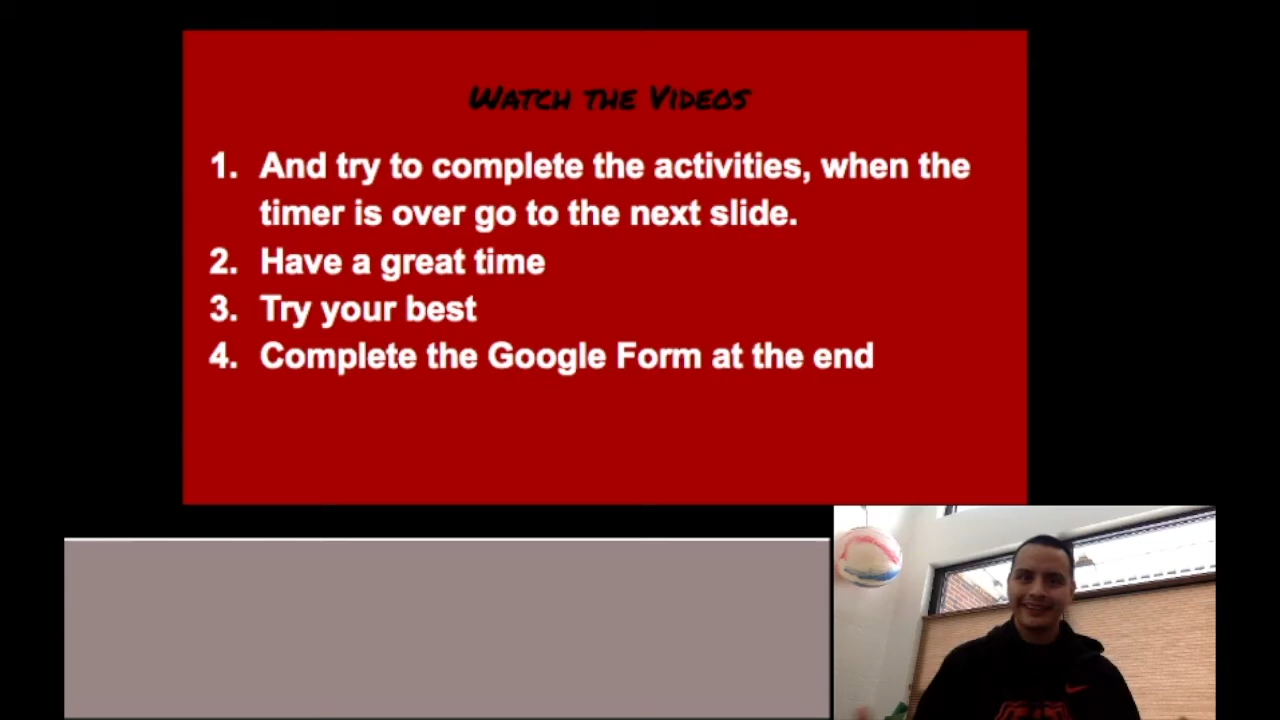 Watch the Videos
1. And try to complete the activities, when the
timer is over go to the next slide.
2. Have a great time
3. Try your best
4. Complete the Google Form at the end